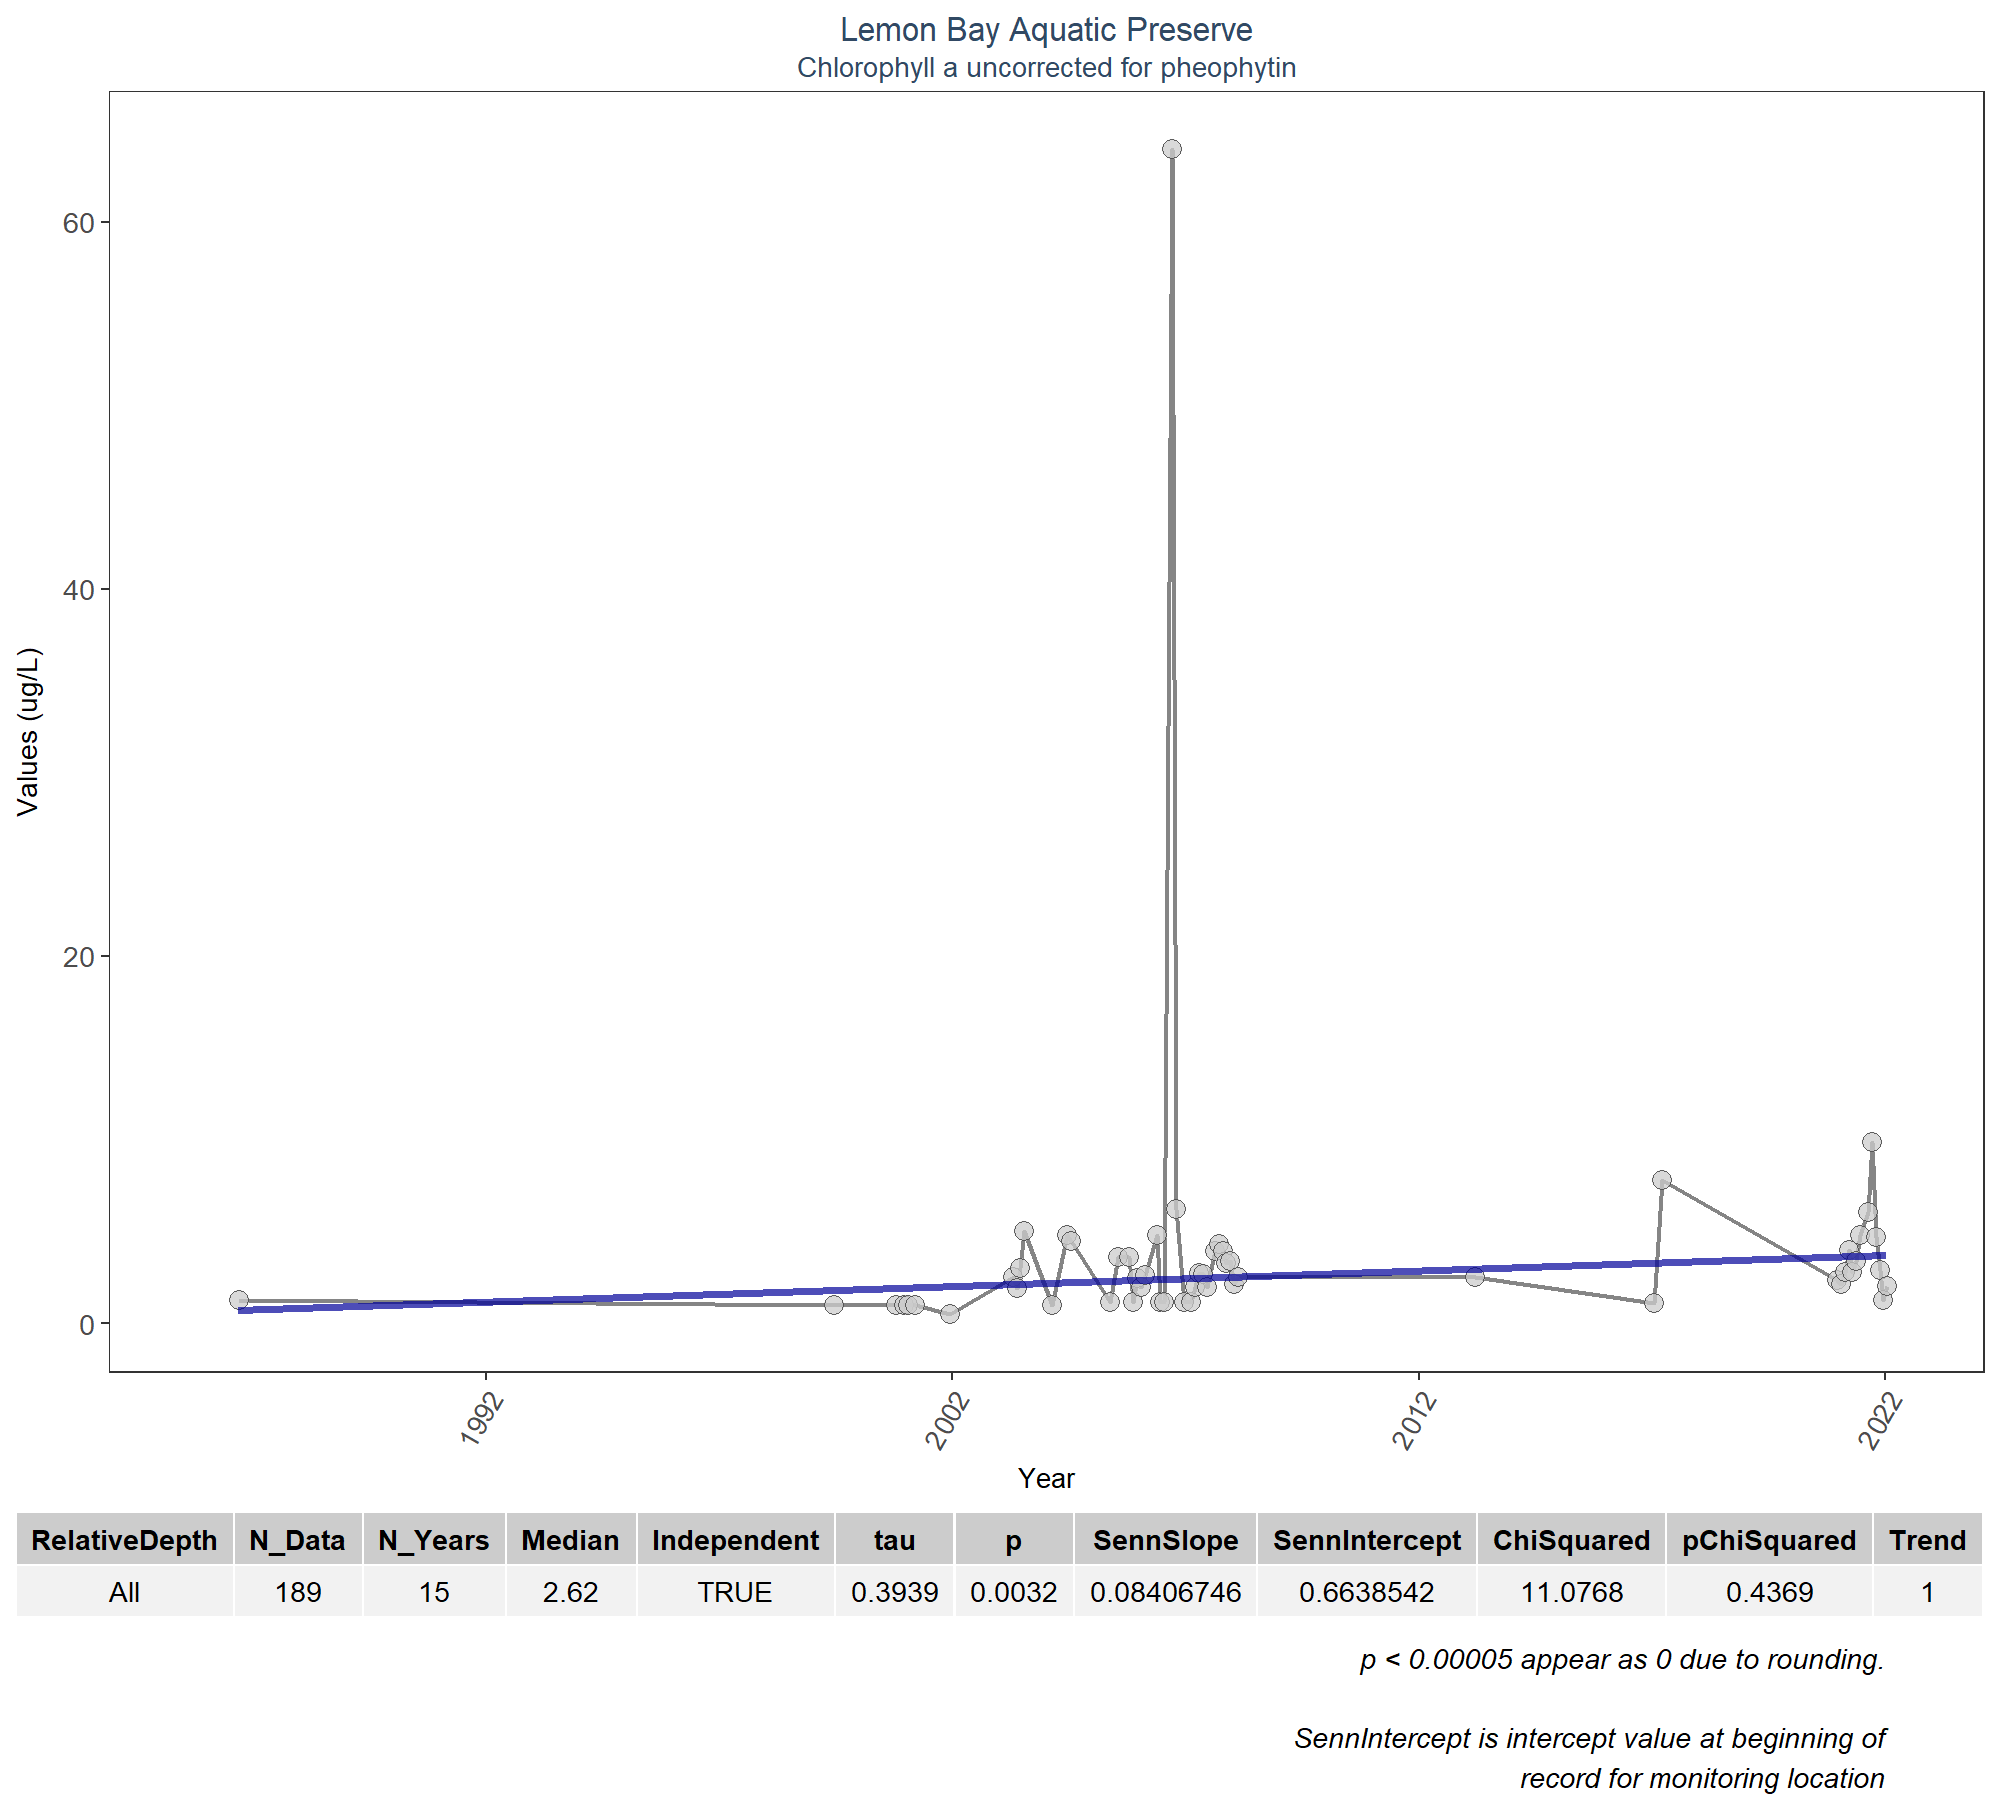 Lemon Bay Aquatic Preserve
Chlorophyll a uncorrected for pheophytin
60
40
20
0
Values (ug/L)
1992
2002
2012
2022
Year
RelativeDepth N_Data N_Years Median Independent tau p SennSlope SennIntercept ChiSquared pChiSquared Trend
All 189 15 2.62 TRUE 0.3939 0.0032 0.08406746 0.6638542 11.0768 0.4369 1
p < 0.00005 appear as 0 due to rounding.
SennIntercept is intercept value at beginning of
record for monitoring location